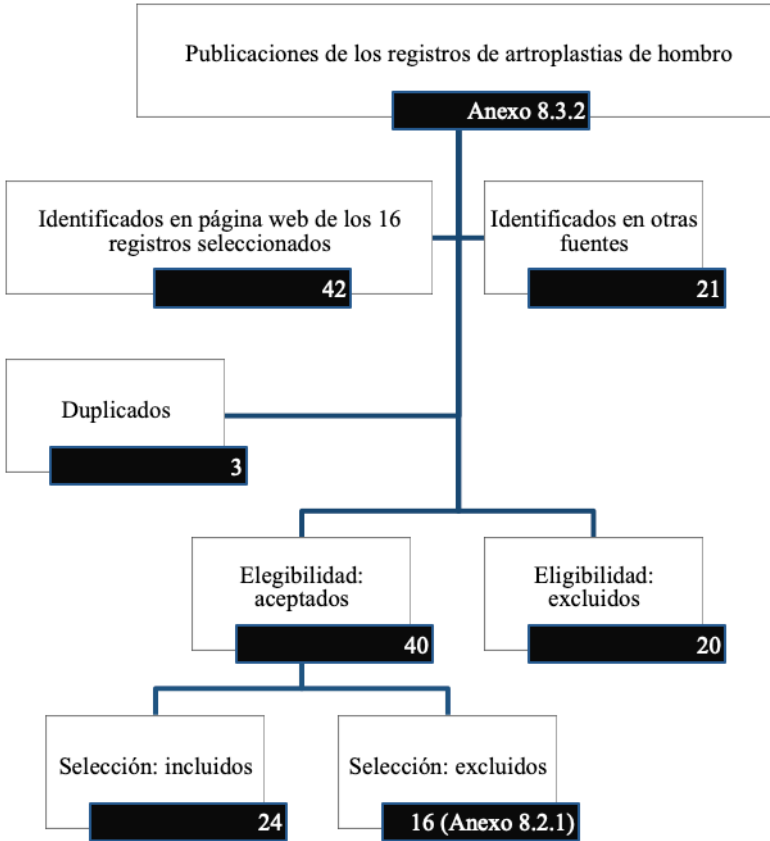 Publicaciones de los registros de artroplastias de hombro
Anexo 8.3.2
Identificados en página web de los 16
registros seleccionados
42
Identificados en otras
fuentes
21
Duplicados
3
Elegibilidad:
aceptados
40
Eligibilidad:
excluidos
20
Selección: incluidos
24
Selección: excluidos
16 (Anexo 8.2.1)